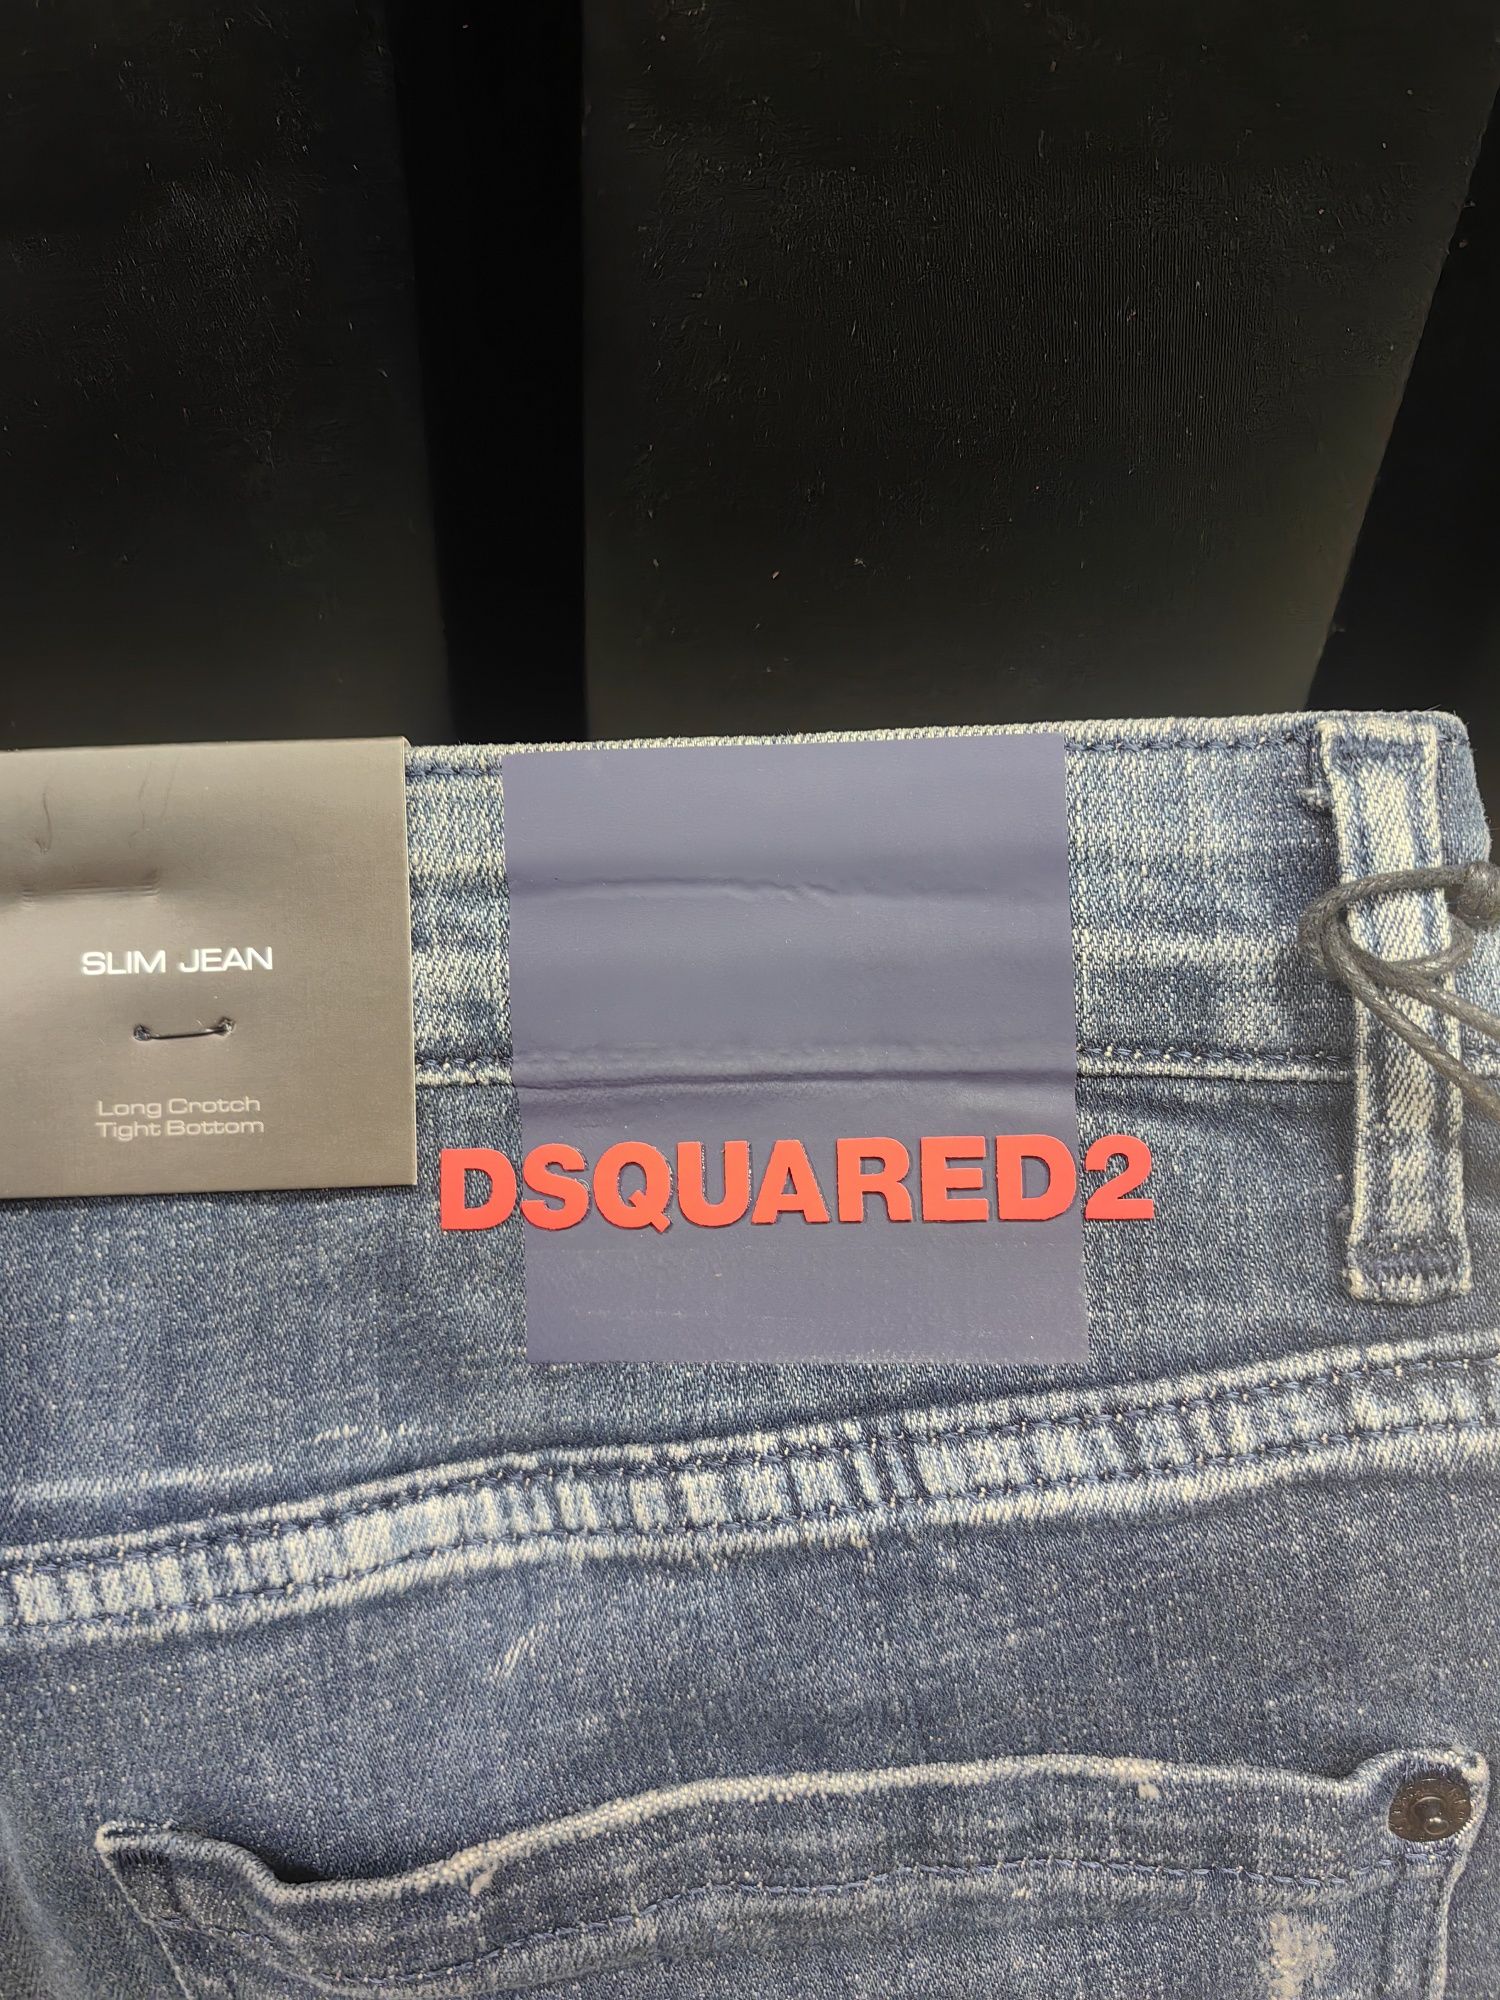 SLIM JEAN
Long Crotch
Tight Bottom
DSQUARED2